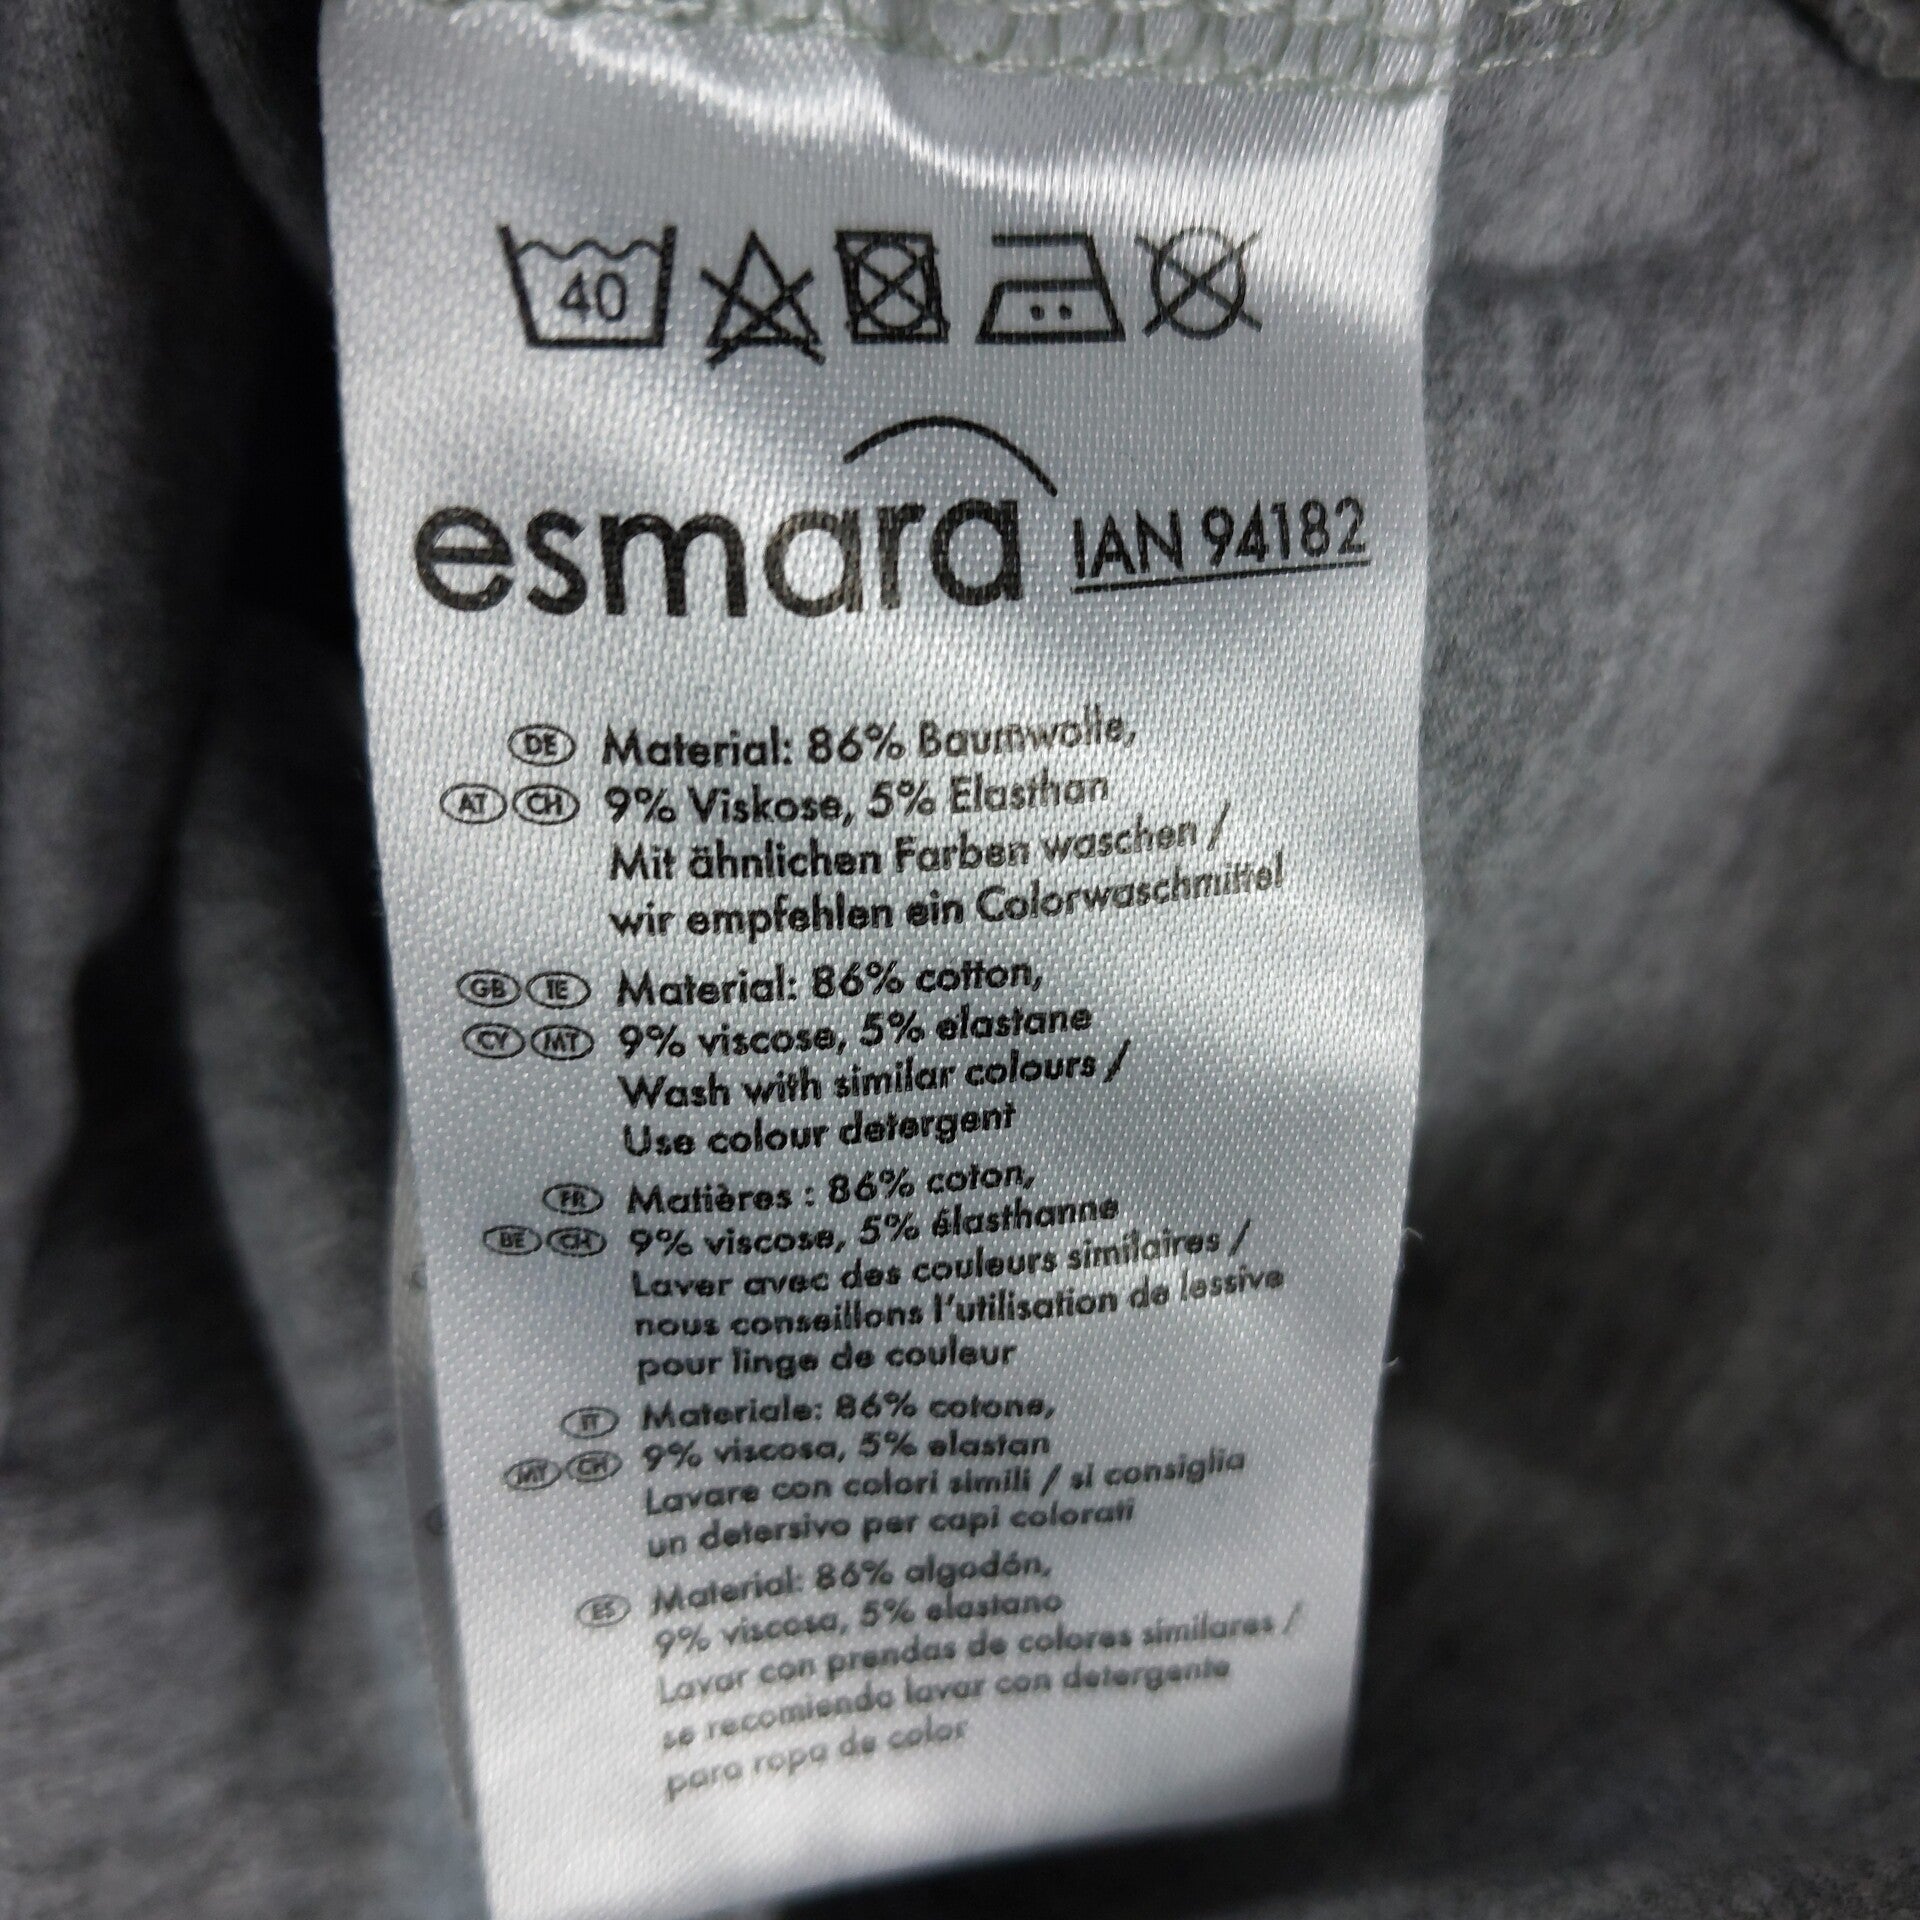 40
esmara IAN 94182
DE Material: 86% Baumwolle,
AT CH 9% Viskose, 5% Elasthan
Mit ähnlichen Farben waschen /
wir empfehlen ein Colorwaschmittel
GB IE Material: 86% cotton,
CY MT 9% viscose, 5% elastane
Wash with similar colours /
Use colour detergent
FR Matières : 86% coton,
BE CH 9% viscose, 5% élasthanne
Laver avec des couleurs similaires /
nous conseillons l'utilisation de lessive
pour linge de couleur
IT Materiale: 86% cotone,
MT CH 9% viscosa, 5% elastan
Lavare con colori simili / si consiglia
un detersivo per capi colorati
ES Material: 86% algodón,
9% viscosa, 5% elastano
Lavar con prendas de colores similares /
se recomienda lavar con detergente
para ropa de color